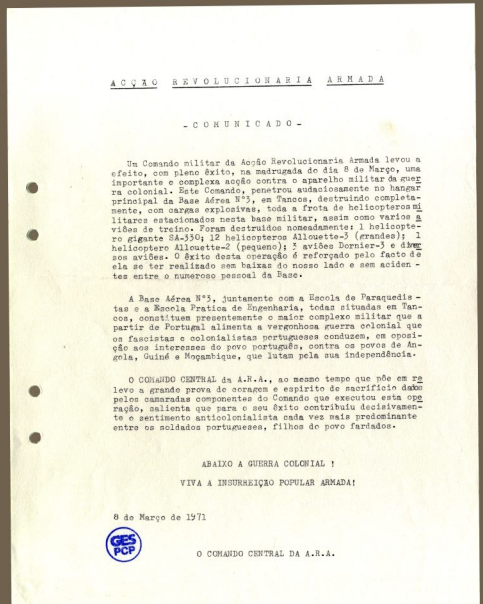 ACÇÃO REVOLUCIONARIA ARMADA
- COMUNICADO -
Um Comando militar da Acção Revolucionaria Armada levou a
efeito, com pleno êxito, na madrugada do dia 8 de Março, uma
importante e complexa acção contra o aparelho militar da guer
ra colonial. Este Comando, penetrou audaciosamente no hangar
principal da Base Aérea Nº3, em Tancos, destruindo completa-
mente, com cargas explosivas, toda a frota de helicopteros mi
litares estacionados nesta base militar, assim como varios a
viões de treino. Foram destruidos nomeadamente: 1 helicopte-
ro gigante SA-330; 12 helicopteros Allouette-3 (grandes); 1
helicoptero Allouette-2 (pequeno); 3 aviões Dornier-3 e diver
sos aviões. O êxito desta operação é reforçado pelo facto de
ela se ter realizado sem baixas do nosso lado e sem aciden -
tes entre o numeroso pessoal da Base.
A Base Aérea Nº3, juntamente com a Escola de Paraquedis -
tas e a Escola Pratica de Engenharia, todas situadas em Tan-
cos, constituem presentemente o maior complexo militar que a
partir de Portugal alimenta a vergonhosa guerra colonial que
os fascistas e colonialistas portugueses conduzem, em oposi-
ção aos interesses do povo português, contra os povos de An-
gola, Guiné e Moçambique, que lutam pela sua independência.
O COMANDO CENTRAL da A.R.A., ao mesmo tempo que põe em re
levo a grande prova de coragem e espirito de sacrificio dados
pelos camaradas componentes do Comando que executou esta ope
ração, salienta que para o seu êxito contribuiu decisivamen-
te o sentimento anticolonialista cada vez mais predominante
entre os soldados portugueses, filhos do povo fardados.
ABAIXO A GUERRA COLONIAL !
VIVA A INSURREIÇÃO POPULAR ARMADA!
8 de Março de 1971
GES
PCP
O COMANDO CENTRAL DA A.R.A.